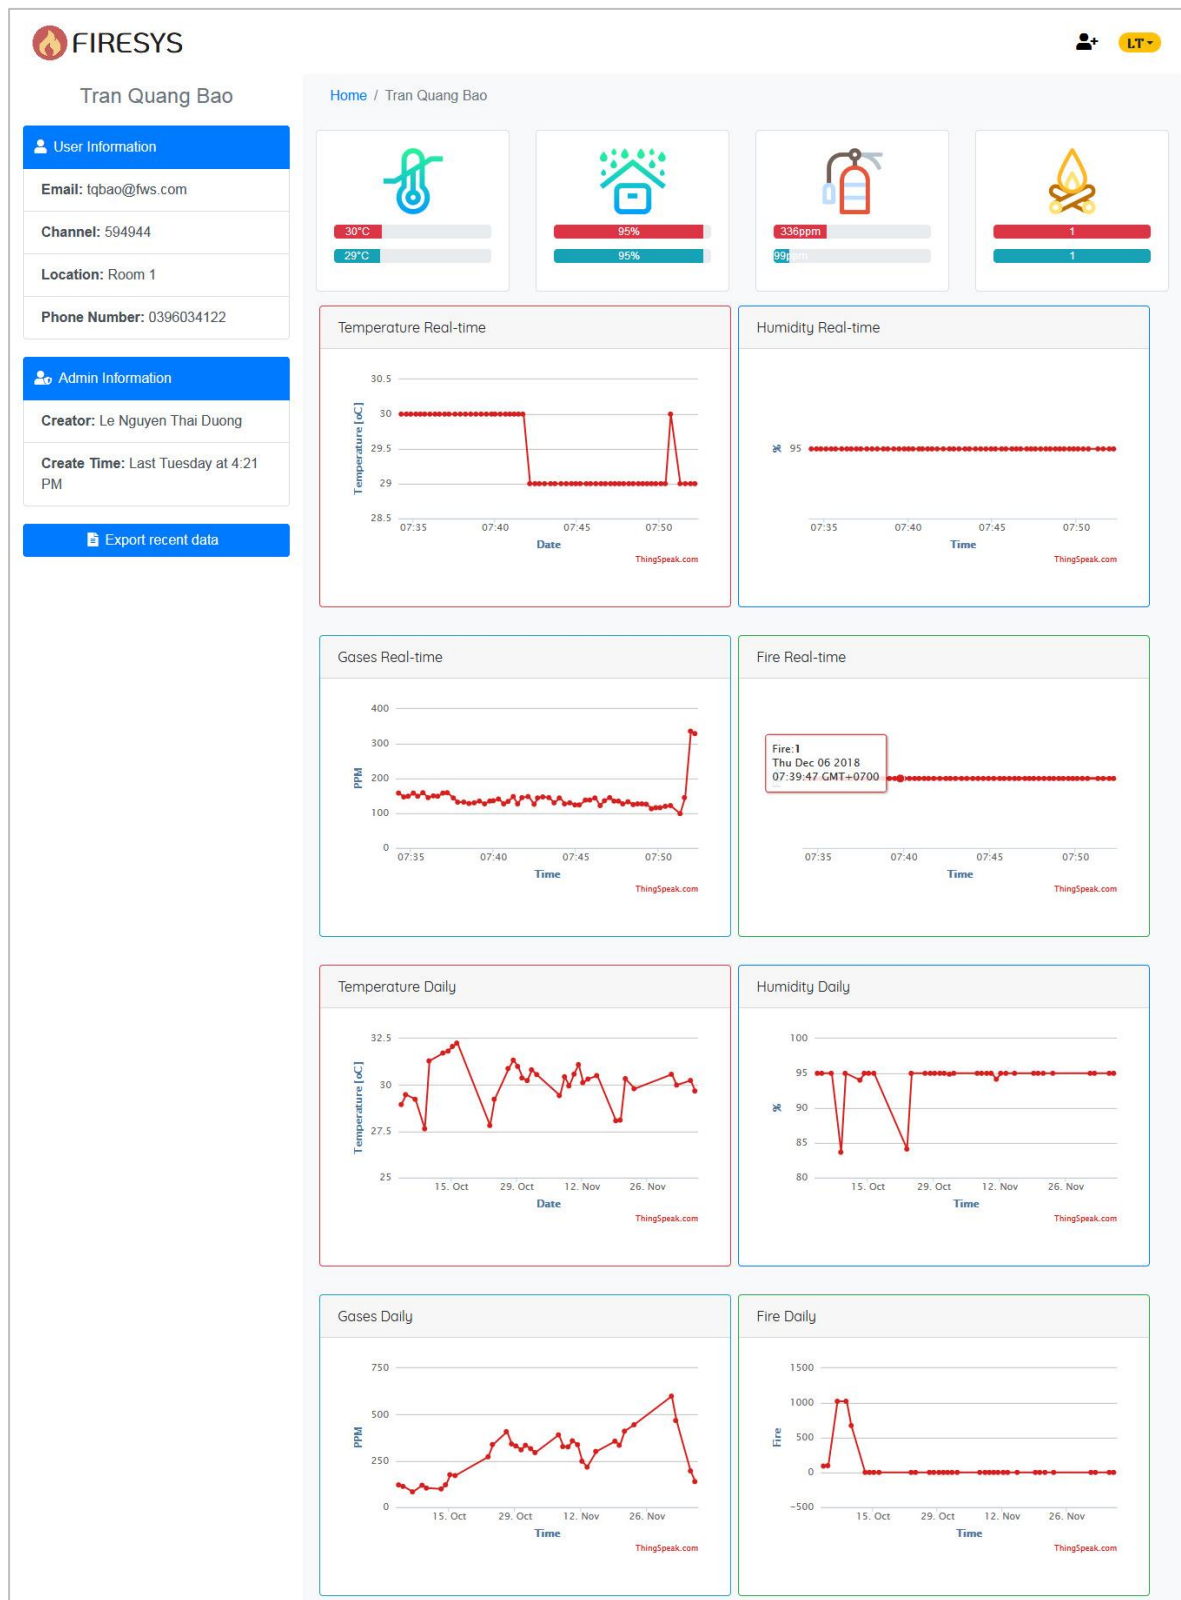 FIRESYS
LT
Tran Quang Bao
Home / Tran Quang Bao
User Information
Email: tqbao@fws.com
Channel: 594944
Location: Room 1
Phone Number: 0396034122
Admin Information
Creator: Le Nguyen Thai Duong
Create Time: Last Tuesday at 4:21
PM
Export recent data
30°C
29°C
95%
95%
336ppm
99ppm
1
1
Temperature Real-time
Temperature [oC]
30.5
30
29.5
29
28.5
07:35 07:40 07:45 07:50
Date
ThingSpeak.com
Humidity Real-time
%
95
07:35 07:40 07:45 07:50
Time
ThingSpeak.com
Gases Real-time
PPM
400
300
200
100
0
07:35 07:40 07:45 07:50
Time
ThingSpeak.com
Fire Real-time
Fire:1
Thu Dec 06 2018
07:39:47 GMT+0700
07:35 07:40 07:45 07:50
Time
ThingSpeak.com
Temperature Daily
Temperature [oC]
32.5
30
27.5
25
15. Oct 29. Oct 12. Nov 26. Nov
Date
ThingSpeak.com
Humidity Daily
%
100
95
90
85
80
15. Oct 29. Oct 12. Nov 26. Nov
Time
ThingSpeak.com
Gases Daily
PPM
750
500
250
0
15. Oct 29. Oct 12. Nov 26. Nov
Time
ThingSpeak.com
Fire Daily
Fire
1500
1000
500
0
-500
15. Oct 29. Oct 12. Nov 26. Nov
Time
ThingSpeak.com